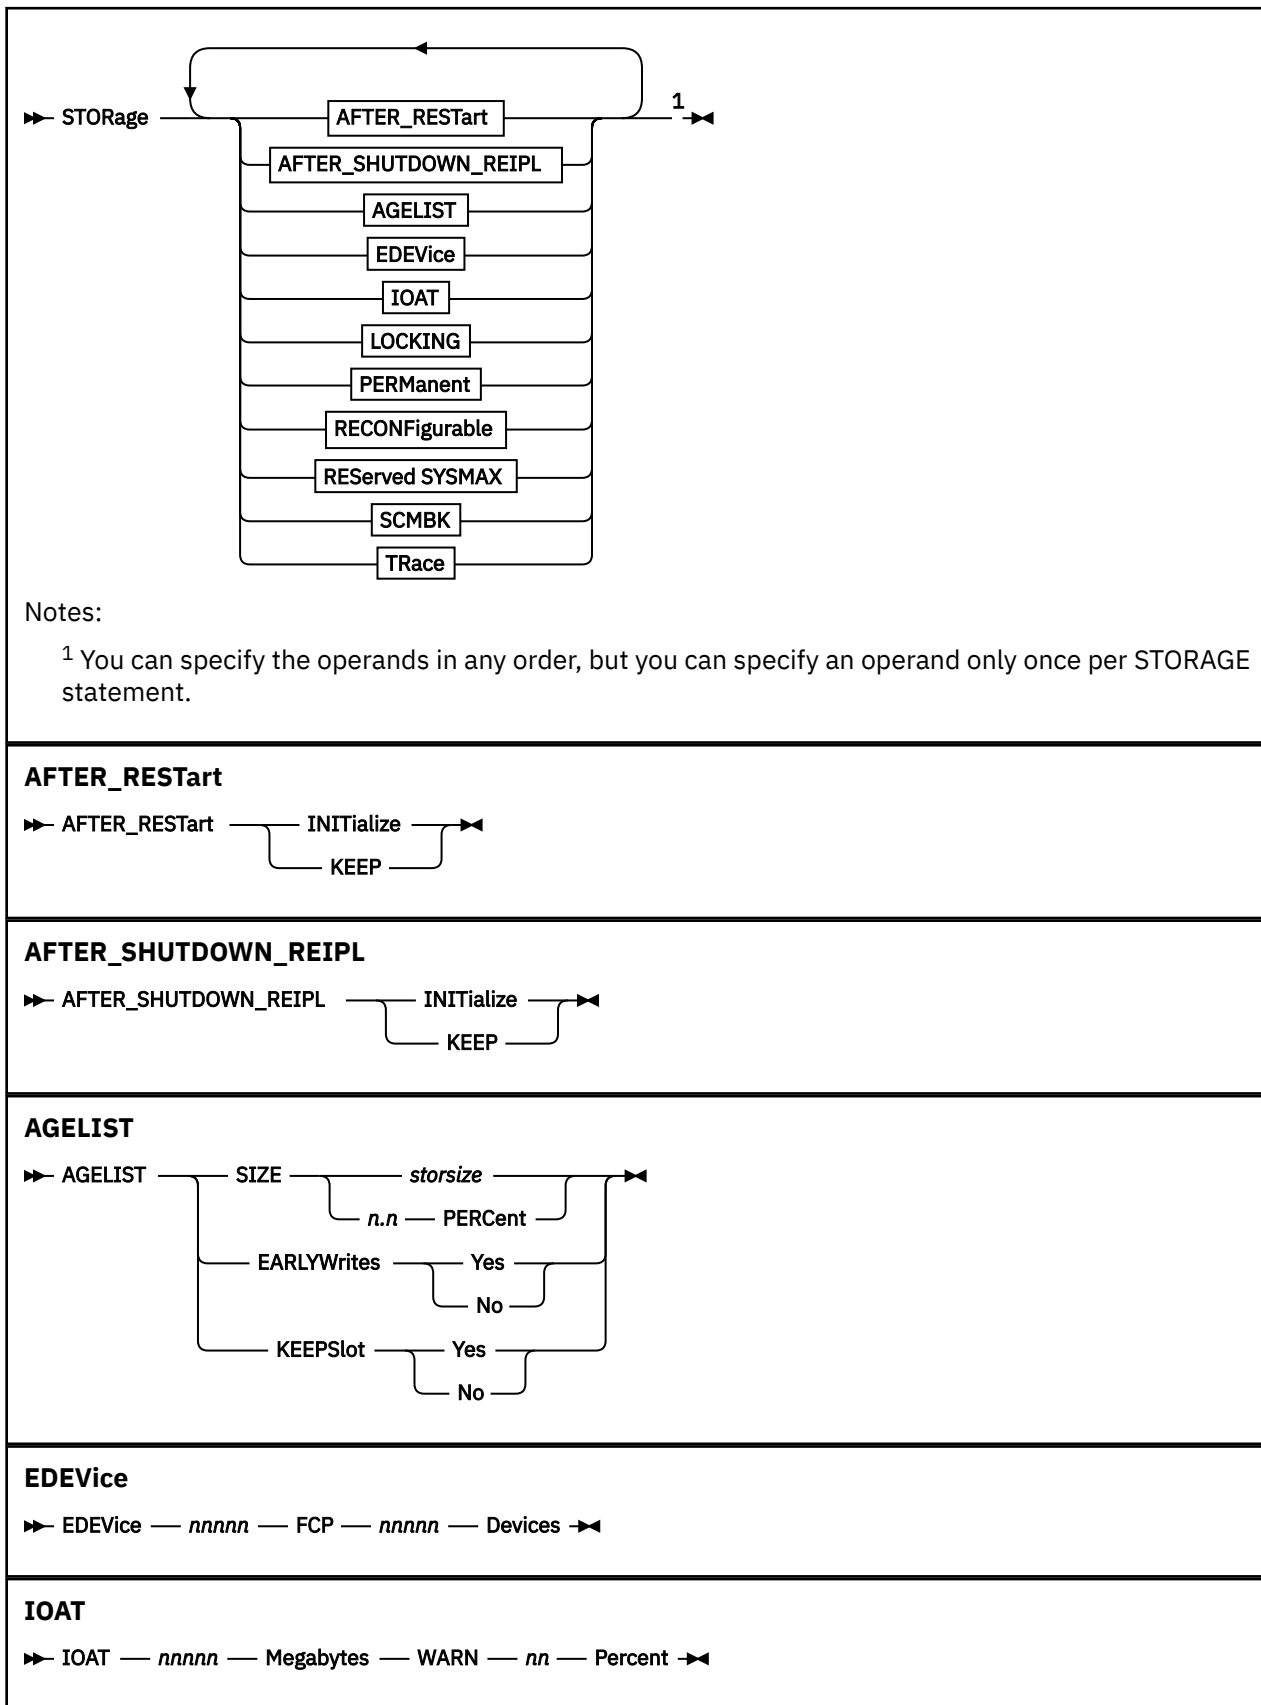 STORage
AFTER_RESTart
1
AFTER_SHUTDOWN_REIPL
AGELIST
EDEVice
IOAT
LOCKING
PERManent
RECONFigurable
REServed SYSMAX
SCMBK
TRace
Notes:
1 You can specify the operands in any order, but you can specify an operand only once per STORAGE
statement.
AFTER_RESTart
AFTER_RESTart INITialize
KEEP
AFTER_SHUTDOWN_REIPL
AFTER_SHUTDOWN_REIPL INITialize
KEEP
AGELIST
AGELIST SIZE storsize
n.n PERCent
EARLYWrites Yes
No
KEEPSlot Yes
No
EDEVice
EDEVice nnnnn FCP nnnnn Devices
IOAT
IOAT nnnnn Megabytes WARN nn Percent